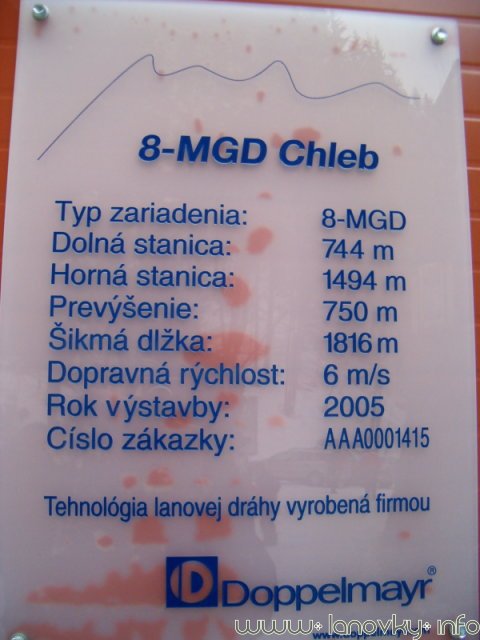 8-MGD Chleb
Typ zariadenia: 8-MGD
Dolná stanica: 744 m
Horná stanica: 1494 m
Prevýšenie: 750 m
Šikmá dlžka: 1816 m
Dopravná rýchlost: 6 m/s
Rok výstavby: 2005
Císlo zákazky: AAA0001415
Tehnológia lanovej dráhy vyrobená firmou
D Doppelmayr®
www.lanovky.info